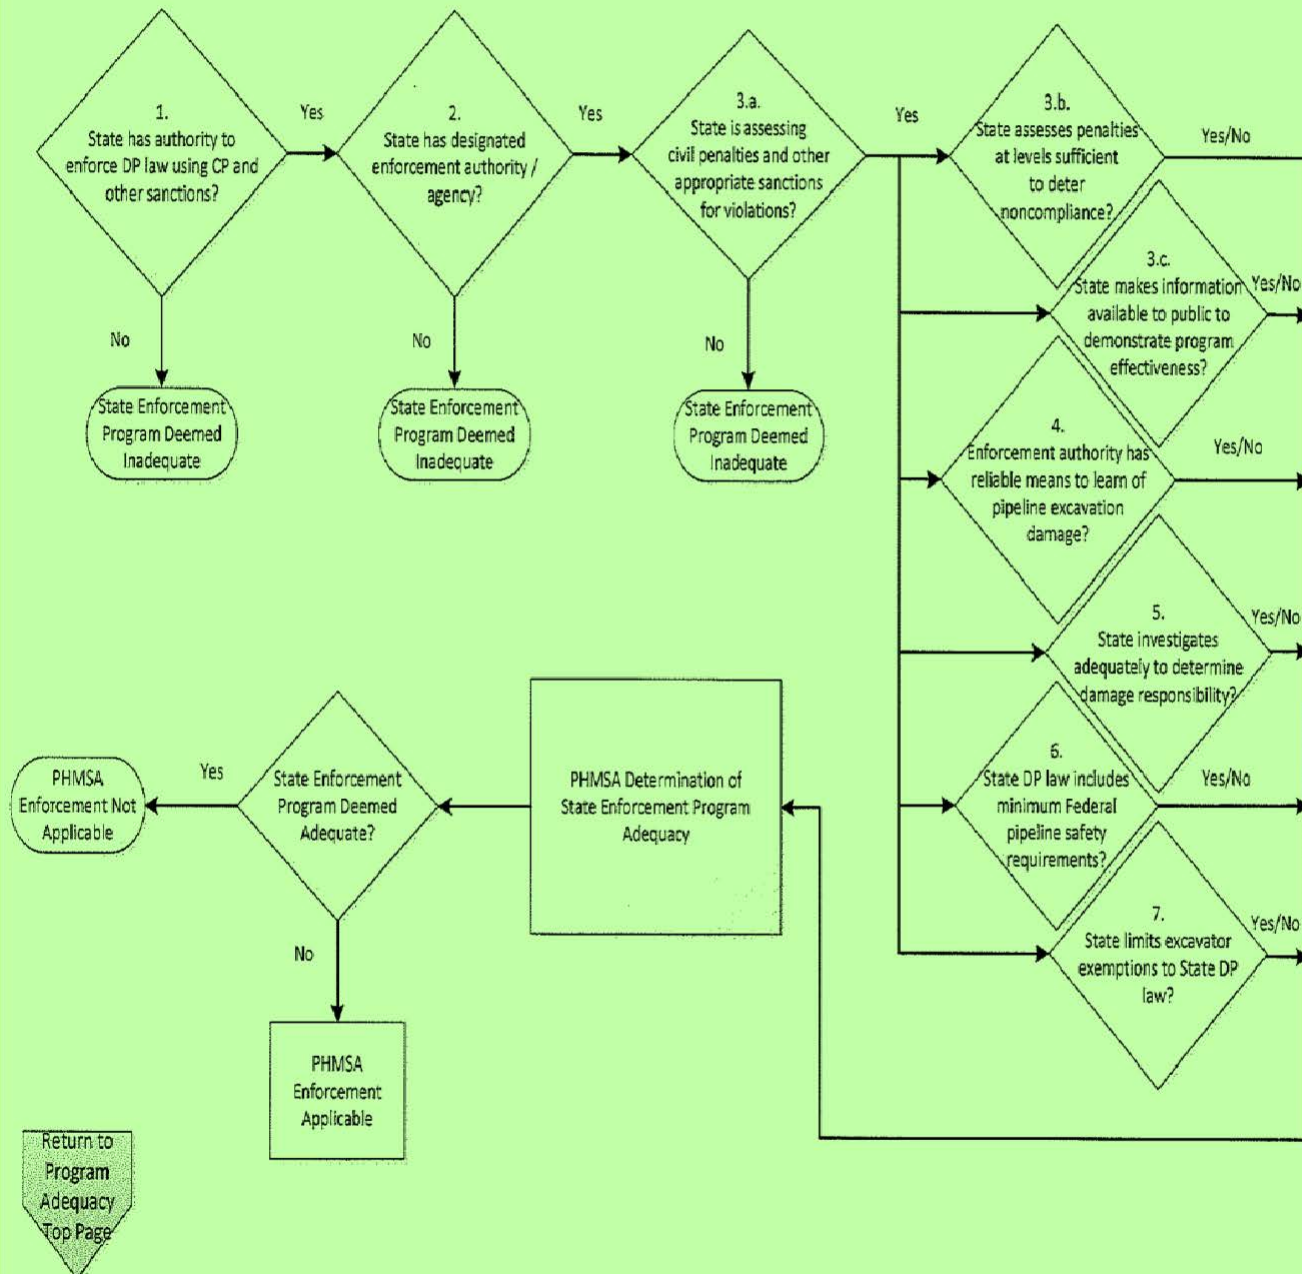 1.
State has authority to
enforce DP law using CP and
other sanctions?
Yes
No
State Enforcement
Program Deemed
Inadequate
2.
State has designated
enforcement authority /
agency?
Yes
No
State Enforcement
Program Deemed
Inadequate
3.a.
State is assessing
civil penalties and other
appropriate sanctions
for violations?
Yes
No
State Enforcement
Program Deemed
Inadequate
3.b.
State assesses penalties
at levels sufficient
to deter
noncompliance?
Yes/No
3.c.
State makes information
available to public to
demonstrate program
effectiveness?
Yes/No
4.
Enforcement authority has
reliable means to learn of
pipeline excavation
damage?
Yes/No
5.
State investigates
adequately to determine
damage responsibility?
Yes/No
6.
State DP law includes
minimum Federal
pipeline safety
requirements?
Yes/No
7.
State limits excavator
exemptions to State DP
law?
Yes/No
PHMSA Determination of
State Enforcement Program
Adequacy
State Enforcement
Program Deemed
Adequate?
Yes
PHMSA
Enforcement Not
Applicable
No
PHMSA
Enforcement
Applicable
Return to
Program
Adequacy
Top Page